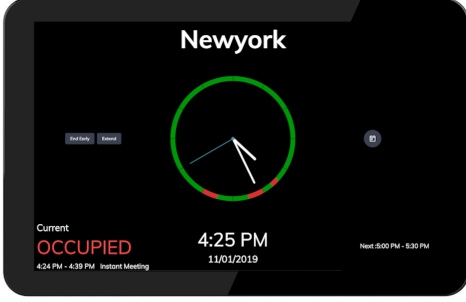 Newyork
End Early Extend
Current
OCCUPIED
4:24 PM - 4:39 PM Instant Meeting
4:25 PM
11/01/2019
Next :5:00 PM - 5:30 PM